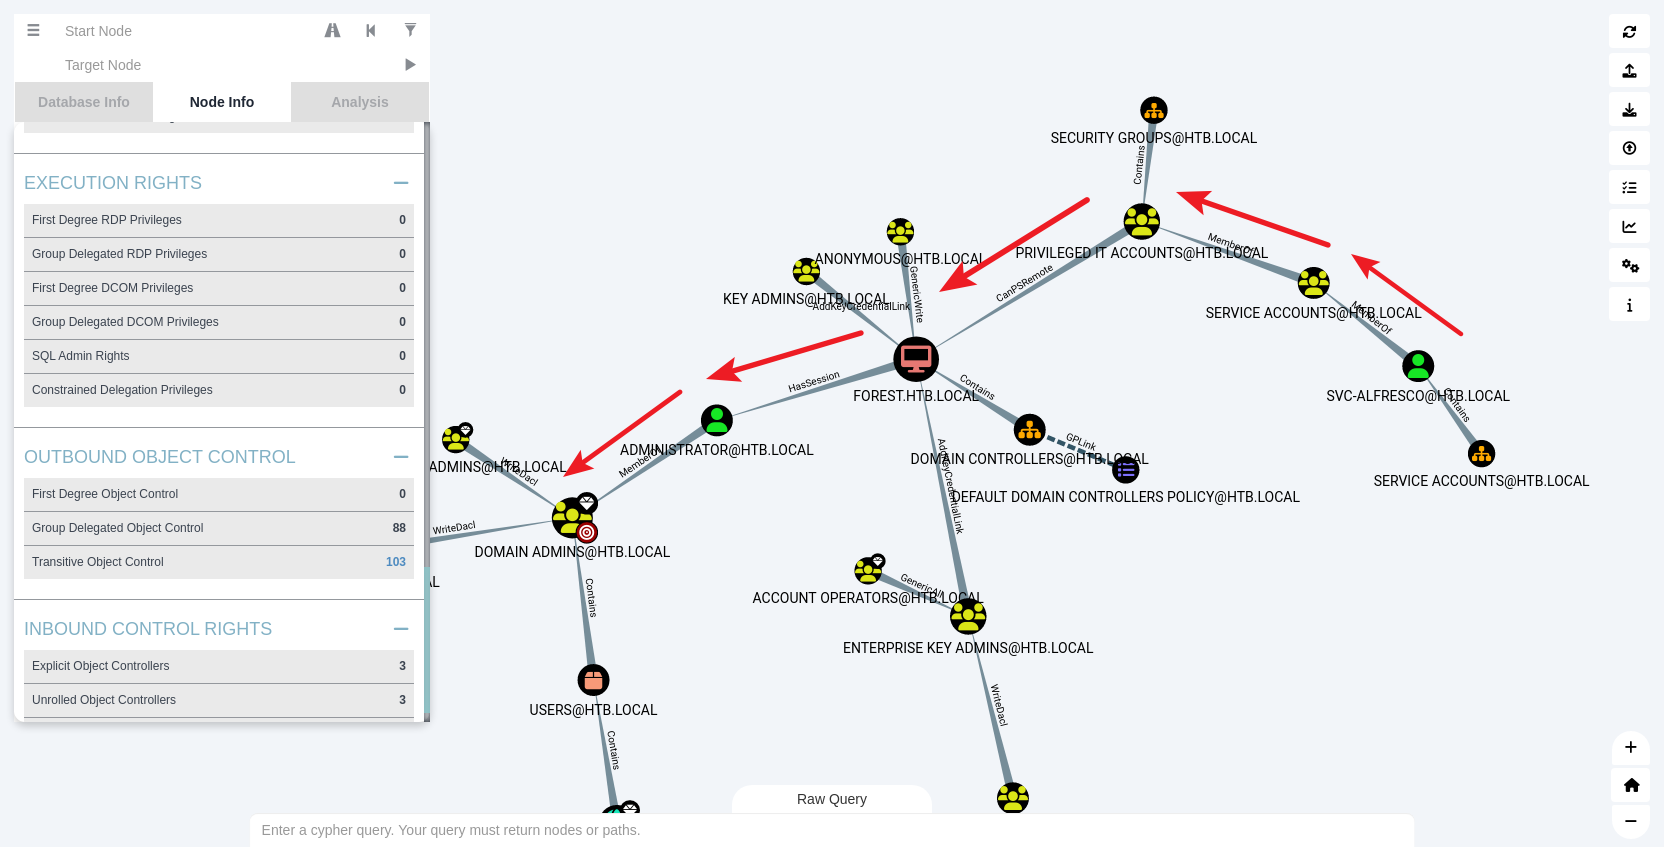 Start Node
Target Node
Database Info
Node Info
Analysis
EXECUTION RIGHTS
First Degree RDP Privileges 0
Group Delegated RDP Privileges 0
First Degree DCOM Privileges 0
Group Delegated DCOM Privileges 0
SQL Admin Rights 0
Constrained Delegation Privileges 0
OUTBOUND OBJECT CONTROL
First Degree Object Control 0
Group Delegated Object Control 88
Transitive Object Control 103
INBOUND CONTROL RIGHTS
Explicit Object Controllers 3
Unrolled Object Controllers 3
SECURITY GROUPS@HTB.LOCAL
Contains
PRIVILEGED IT ACCOUNTS@HTB.LOCAL
MemberOf
ANONYMOUS@HTB.LOCAL
GenericWrite
CanPSRemote
KEY ADMINS@HTB.LOCAL
AddKeyCredentialLink
SERVICE ACCOUNTS@HTB.LOCAL
MemberOf
FOREST.HTB.LOCAL
HasSession
Contains
SVC-ALFRESCO@HTB.LOCAL
Contains
ADMINISTRATOR@HTB.LOCAL
MemberOf
DOMAIN CONTROLLERS@HTB.LOCAL
GPLink
ADMINS@HTB.LOCAL
WriteDacl
SERVICE ACCOUNTS@HTB.LOCAL
AddKeyCredentialLink
DEFAULT DOMAIN CONTROLLERS POLICY@HTB.LOCAL
WriteDacl
DOMAIN ADMINS@HTB.LOCAL
AL
Contains
GenericAll
ACCOUNT OPERATORS@HTB.LOCAL
ENTERPRISE KEY ADMINS@HTB.LOCAL
WriteDacl
USERS@HTB.LOCAL
Contains
Raw Query
Enter a cypher query. Your query must return nodes or paths.